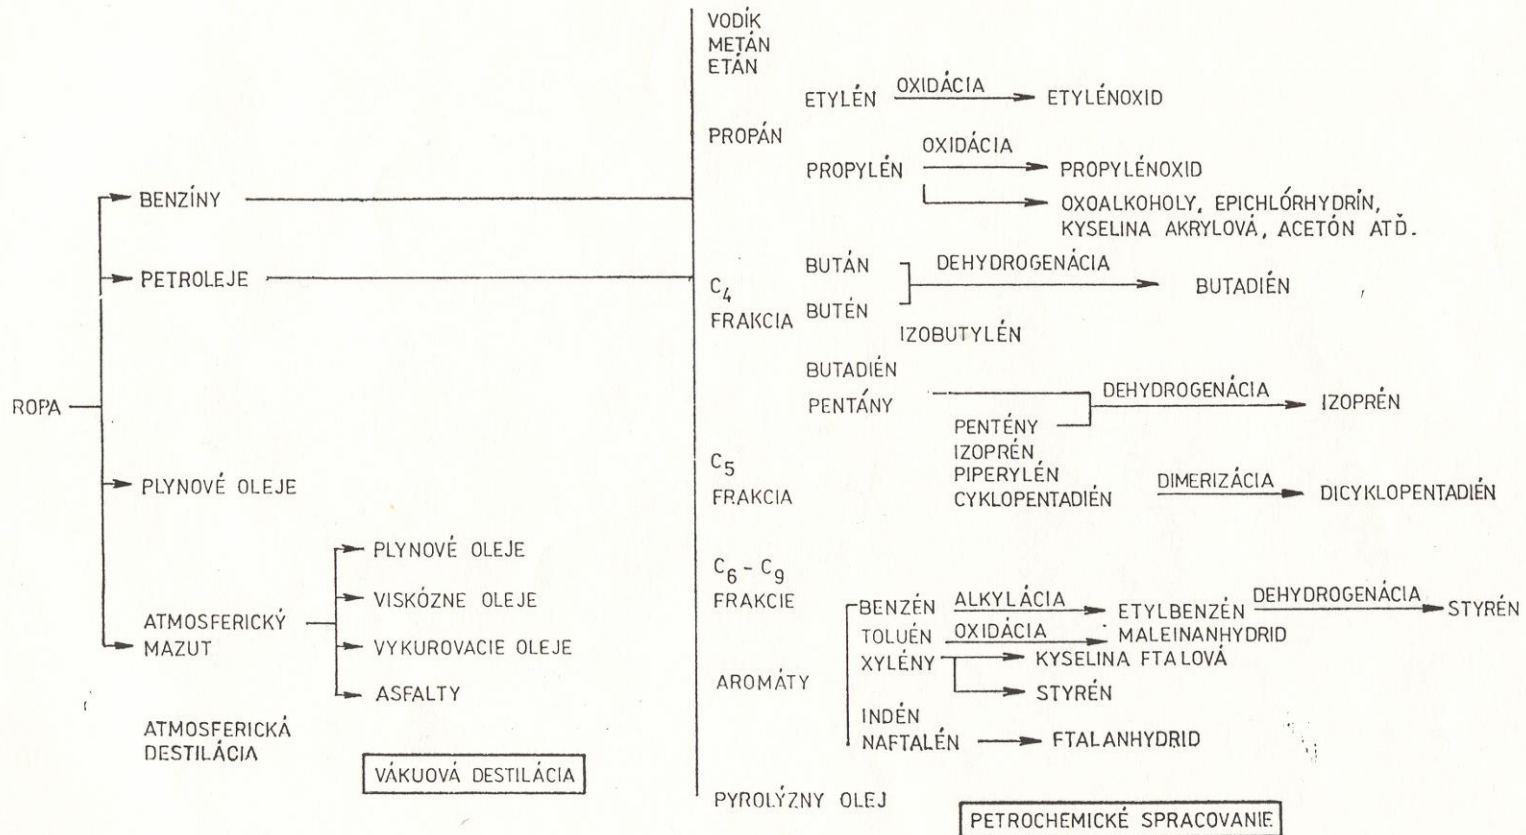 ROPA
BENZÍNY
PETROLEJE
PLYNOVÉ OLEJE
ATMOSFERICKÝ
MAZUT
ATMOSFERICKÁ
DESTILÁCIA
PLYNOVÉ OLEJE
VISKÓZNE OLEJE
VYKUROVACIE OLEJE
ASFALTY
VÁKUOVÁ DESTILÁCIA
VODÍK
METÁN
ETÁN
ETYLÉN OXIDÁCIA ETYLÉNOXID
PROPÁN
PROPYLÉN OXIDÁCIA PROPYLÉNOXID
OXOALKOHOLY, EPICHLÓRHYDRÍN,
KYSELINA AKRYLOVÁ, ACETÓN ATĎ.
C4
FRAKCIA
BUTÁN DEHYDROGENÁCIA BUTADIÉN
BUTÉN
IZOBUTYLÉN
BUTADIÉN
PENTÁNY DEHYDROGENÁCIA IZOPRÉN
PENTÉNY
IZOPRÉN
C5
FRAKCIA
PIPERYLÉN
CYKLOPENTADIÉN DIMERIZÁCIA DICYKLOPENTADIÉN
C6 - C9
FRAKCIE
BENZÉN ALKYLÁCIA ETYLBENZÉN DEHYDROGENÁCIA STYRÉN
TOLUÉN OXIDÁCIA MALEINANHYDRID
XYLÉNY KYSELINA FTALOVÁ
STYRÉN
AROMÁTY
INDÉN
NAFTALÉN FTALANHYDRID
PYROLÝZNY OLEJ
PETROCHEMICKÉ SPRACOVANIE